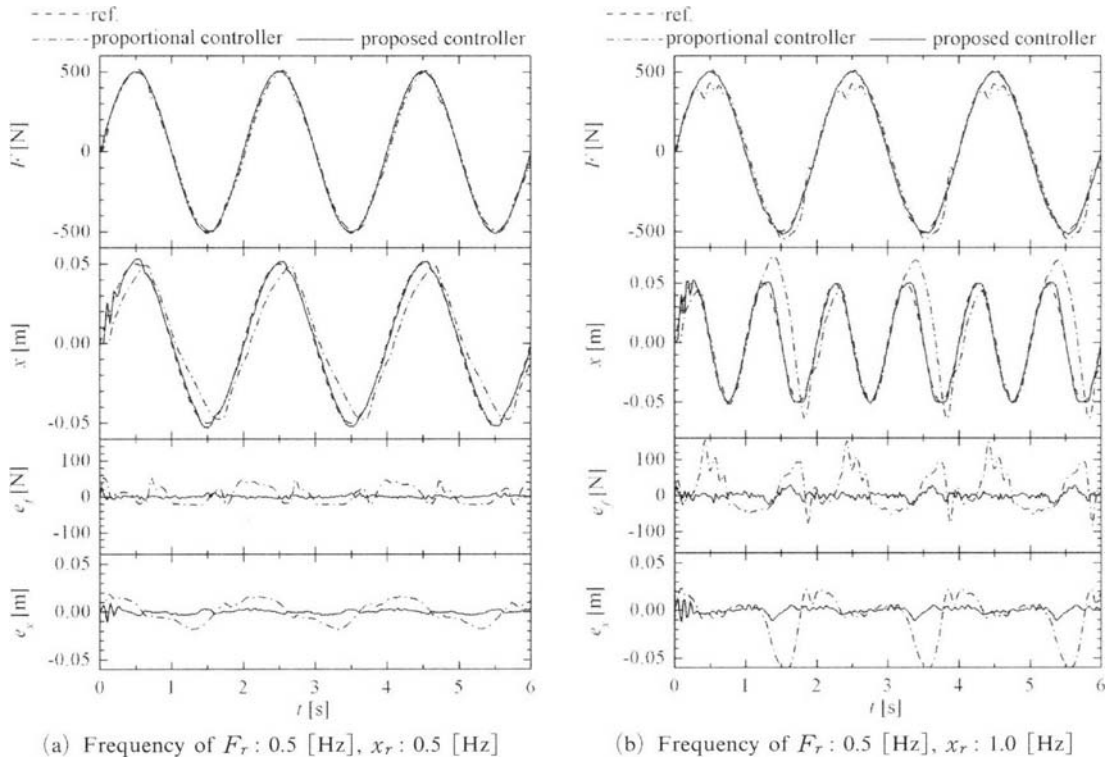 ref.
proportional controller proposed controller
500
0
-500
F [N]
0.05
0.00
-0.05
x [m]
100
0
-100
e_f [N]
0.05
0.00
-0.05
e_x [m]
0 1 2 3 4 5 6
t [s]
(a) Frequency of F_r : 0.5 [Hz], x_r : 0.5 [Hz]
ref.
proportional controller proposed controller
500
0
-500
F [N]
0.05
0.00
-0.05
x [m]
100
0
-100
e_f [N]
0.05
0.00
-0.05
e_x [m]
0 1 2 3 4 5 6
t [s]
(b) Frequency of F_r : 0.5 [Hz], x_r : 1.0 [Hz]